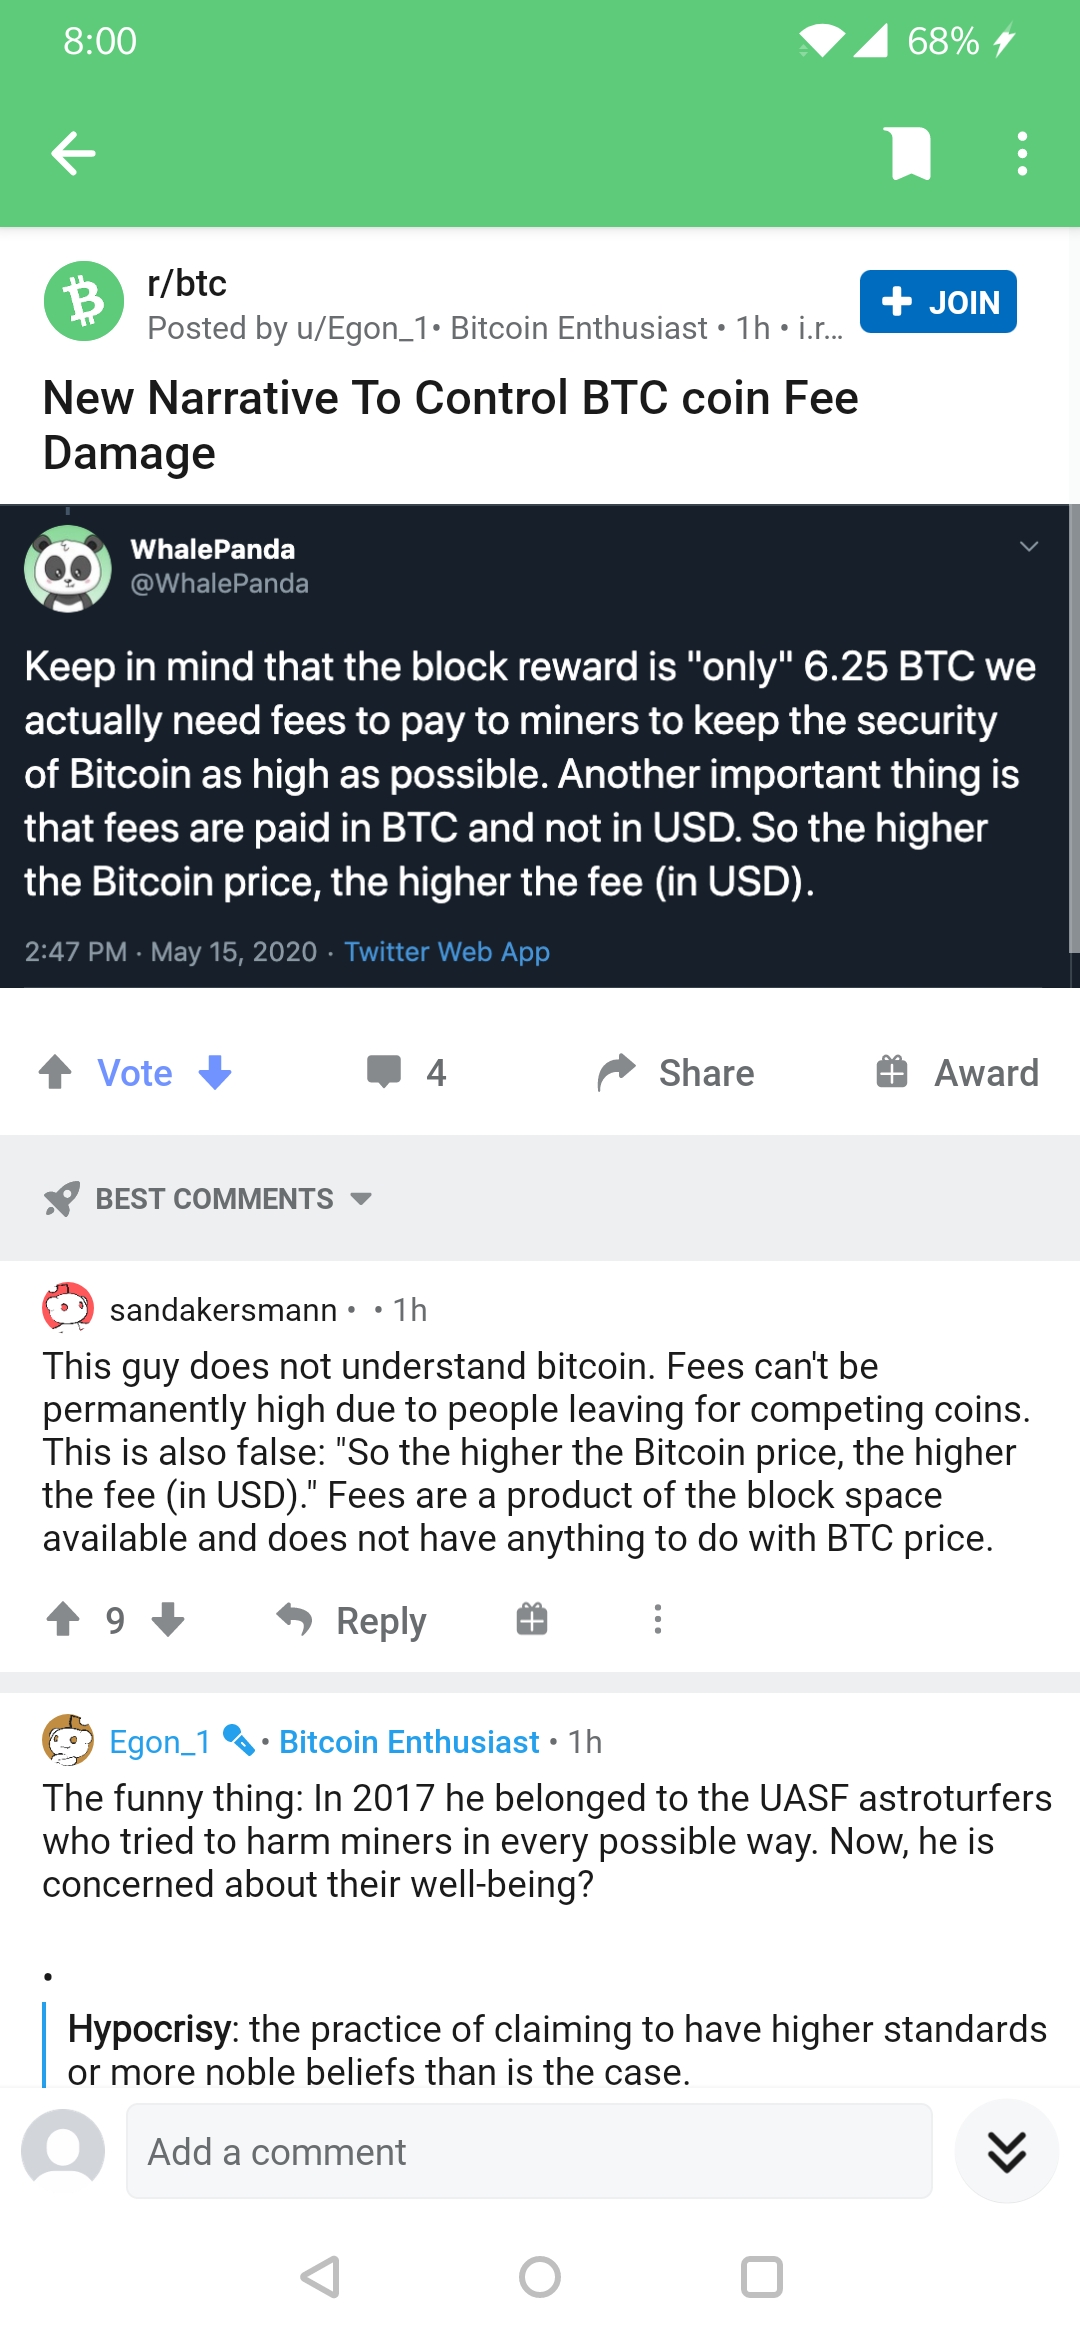 8:00
68%
r/btc
Posted by u/Egon_1• Bitcoin Enthusiast • 1h • i.r...
+ JOIN
New Narrative To Control BTC coin Fee
Damage
WhalePanda
@WhalePanda
Keep in mind that the block reward is "only" 6.25 BTC we
actually need fees to pay to miners to keep the security
of Bitcoin as high as possible. Another important thing is
that fees are paid in BTC and not in USD. So the higher
the Bitcoin price, the higher the fee (in USD).
2:47 PM · May 15, 2020 · Twitter Web App
Vote
4
Share
Award
BEST COMMENTS
sandakersmann • • 1h
This guy does not understand bitcoin. Fees can't be
permanently high due to people leaving for competing coins.
This is also false: "So the higher the Bitcoin price, the higher
the fee (in USD)." Fees are a product of the block space
available and does not have anything to do with BTC price.
9
Reply
Egon_1 • Bitcoin Enthusiast • 1h
The funny thing: In 2017 he belonged to the UASF astroturfers
who tried to harm miners in every possible way. Now, he is
concerned about their well-being?
.
Hypocrisy: the practice of claiming to have higher standards
or more noble beliefs than is the case.
Add a comment